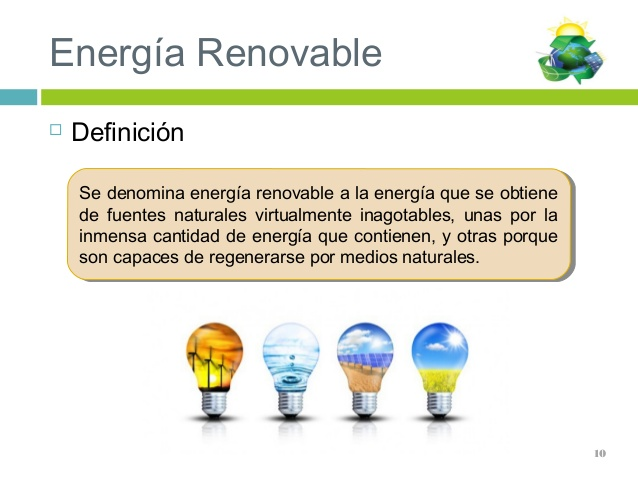 Energía Renovable
Definición
Se denomina energía renovable a la energía que se obtiene
de fuentes naturales virtualmente inagotables, unas por la
inmensa cantidad de energía que contienen, y otras porque
son capaces de regenerarse por medios naturales.
10